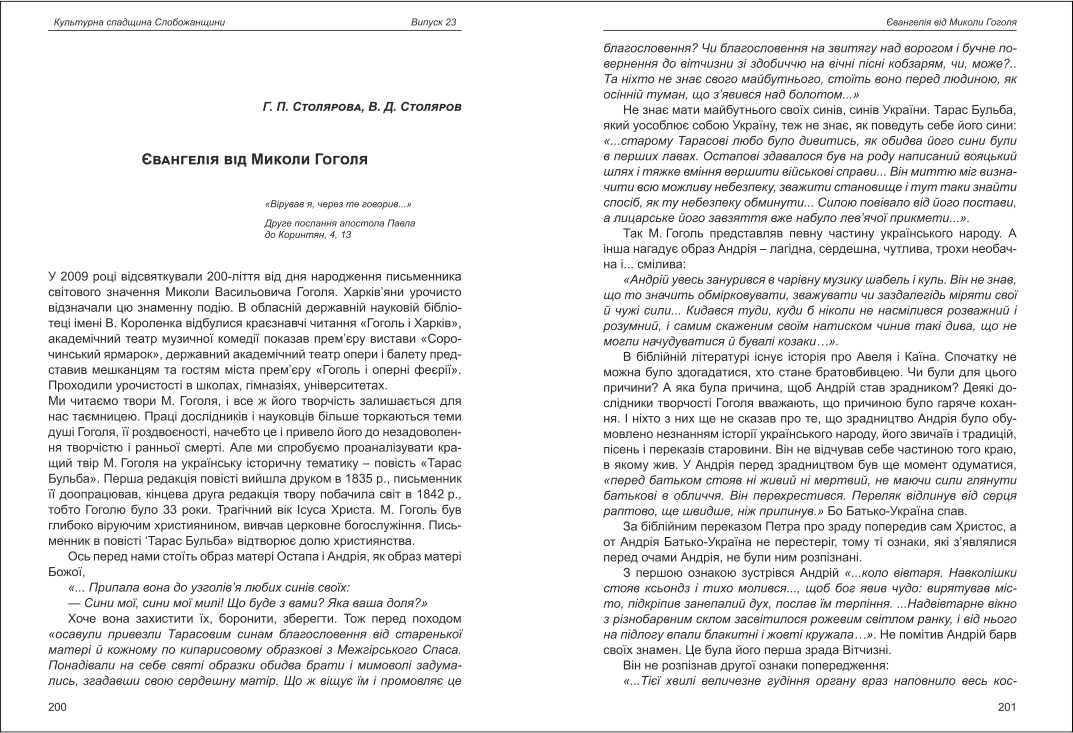 Культурна спадщина Слобожанщини
Випуск 23
Г. П. Столярова, В. Д. Столяров
Євангелія від Миколи Гоголя
«Вірував я, через те говорив...»
Друге послання апостола Павла
до Коринтян, 4, 13
У 2009 році відсвяткували 200-ліття від дня народження письменника
світового значення Миколи Васильовича Гоголя. Харків’яни урочисто
відзначали цю знаменну подію. В обласній державній науковій бібліо-
теці імені В. Короленка відбулися краєзнавчі читання «Гоголь і Харків»,
академічний театр музичної комедії показав прем’єру вистави «Соро-
чинський ярмарок», державний академічний театр опери і балету пред-
ставив мешканцям та гостям міста прем’єру «Гоголь і оперні феєрії».
Проходили урочистості в школах, гімназіях, університетах.
Ми читаємо твори М. Гоголя, і все ж його творчість залишається для
нас таємницею. Праці дослідників і науковців більше торкаються теми
душі Гоголя, її роздвоєності, начебто це і привело його до незадоволен-
ня творчістю і ранньої смерті. Але ми спробуємо проаналізувати кра-
щий твір М. Гоголя на українську історичну тематику – повість «Тарас
Бульба». Перша редакція повісті вийшла друком в 1835 р., письменник
її доопрацював, кінцева друга редакція твору побачила світ в 1842 р.,
тобто Гоголю було 33 роки. Трагічний вік Ісуса Христа. М. Гоголь був
глибоко віруючим християнином, вивчав церковне богослужіння. Пись-
менник в повісті ‘Тарас Бульба» відтворює долю християнства.
Ось перед нами стоїть образ матері Остапа і Андрія, як образ матері
Божої,
«... Припала вона до узголів’я любих синів своїх:
— Сини мої, сини мої милі! Що буде з вами? Яка ваша доля?»
Хоче вона захистити їх, боронити, зберегти. Тож перед походом
«осавули привезли Тарасовим синам благословення від старенької
матері й кожному по кипарисовому образкові з Межгірського Спаса.
Понадівали на себе святі образки обидва брати і мимоволі задума-
лись, згадавши свою сердешну матір. Що ж віщує їм і промовляє це
200
Євангелія від Миколи Гоголя
благословення? Чи благословення на звитягу над ворогом і бучне по-
вернення до вітчизни зі здобиччю на вічні пісні кобзарям, чи, може?..
Та ніхто не знає свого майбутнього, стоїть воно перед людиною, як
осінній туман, що з’явився над болотом...»
Не знає мати майбутнього своїх синів, синів України. Тарас Бульба,
який уособлює собою Україну, теж не знає, як поведуть себе його сини:
«...старому Тарасові любо було дивитись, як обидва його сини були
в перших лавах. Остапові здавалося був на роду написаний вояцький
шлях і тяжке вміння вершити військові справи... Він миттю міг визна-
чити всю можливу небезпеку, зважити становище і тут таки знайти
спосіб, як ту небезпеку обминути... Силою повівало від його постави,
а лицарське його завзяття вже набуло лев’ячої прикмети...».
Так М. Гоголь представляв певну частину українського народу. А
інша нагадує образ Андрія – лагідна, сердешна, чутлива, трохи необач-
на і... смілива:
«Андрій увесь занурився в чарівну музику шабель і куль. Він не знав,
що то значить обмірковувати, зважувати чи заздалегідь міряти свої
й чужі сили... Кидався туди, куди б ніколи не насмілився розважний і
розумний, і самим скаженим своїм натиском чинив такі дива, що не
могли начудуватися й бувалі козаки…».
В біблійній літературі існує історія про Авеля і Каїна. Спочатку не
можна було здогадатися, хто стане братовбивцею. Чи були для цього
причини? А яка була причина, щоб Андрій став зрадником? Деякі до-
слідники творчості Гоголя вважають, що причиною було гаряче кохан-
ня. І ніхто з них ще не сказав про те, що зрадництво Андрія було обу-
мовлено незнанням історії українського народу, його звичаїв і традицій,
пісень і переказів старовини. Він не відчував себе частиною того краю,
в якому жив. У Андрія перед зрадництвом був ще момент одуматися,
«перед батьком стояв ні живий ні мертвий, не маючи сили глянути
батькові в обличчя. Він перехрестився. Переляк відлинув від серця
раптово, ще швидше, ніж прилинув.» Бо Батько-Україна спав.
За біблійним переказом Петра про зраду попередив сам Христос, а
от Андрія Батько-Україна не перестеріг, тому ті ознаки, які з’являлися
перед очами Андрія, не були ним розпізнані.
З першою ознакою зустрівся Андрій «...коло вівтаря. Навколішки
стояв ксьондз і тихо молився..., щоб бог явив чудо: вирятував міс-
то, підкріпив занепалий дух, послав їм терпіння. ...Надвівтарне вікно
з різнобарвним склом засвітилося рожевим світлом ранку, і від нього
на підлогу впали блакитні і жовті кружала…». Не помітив Андрій барв
своїх знамен. Це була його перша зрада Вітчизні.
Він не розпізнав другої ознаки попередження:
«...Тієї хвилі величезне гудіння органу враз наповнило весь кос-
201